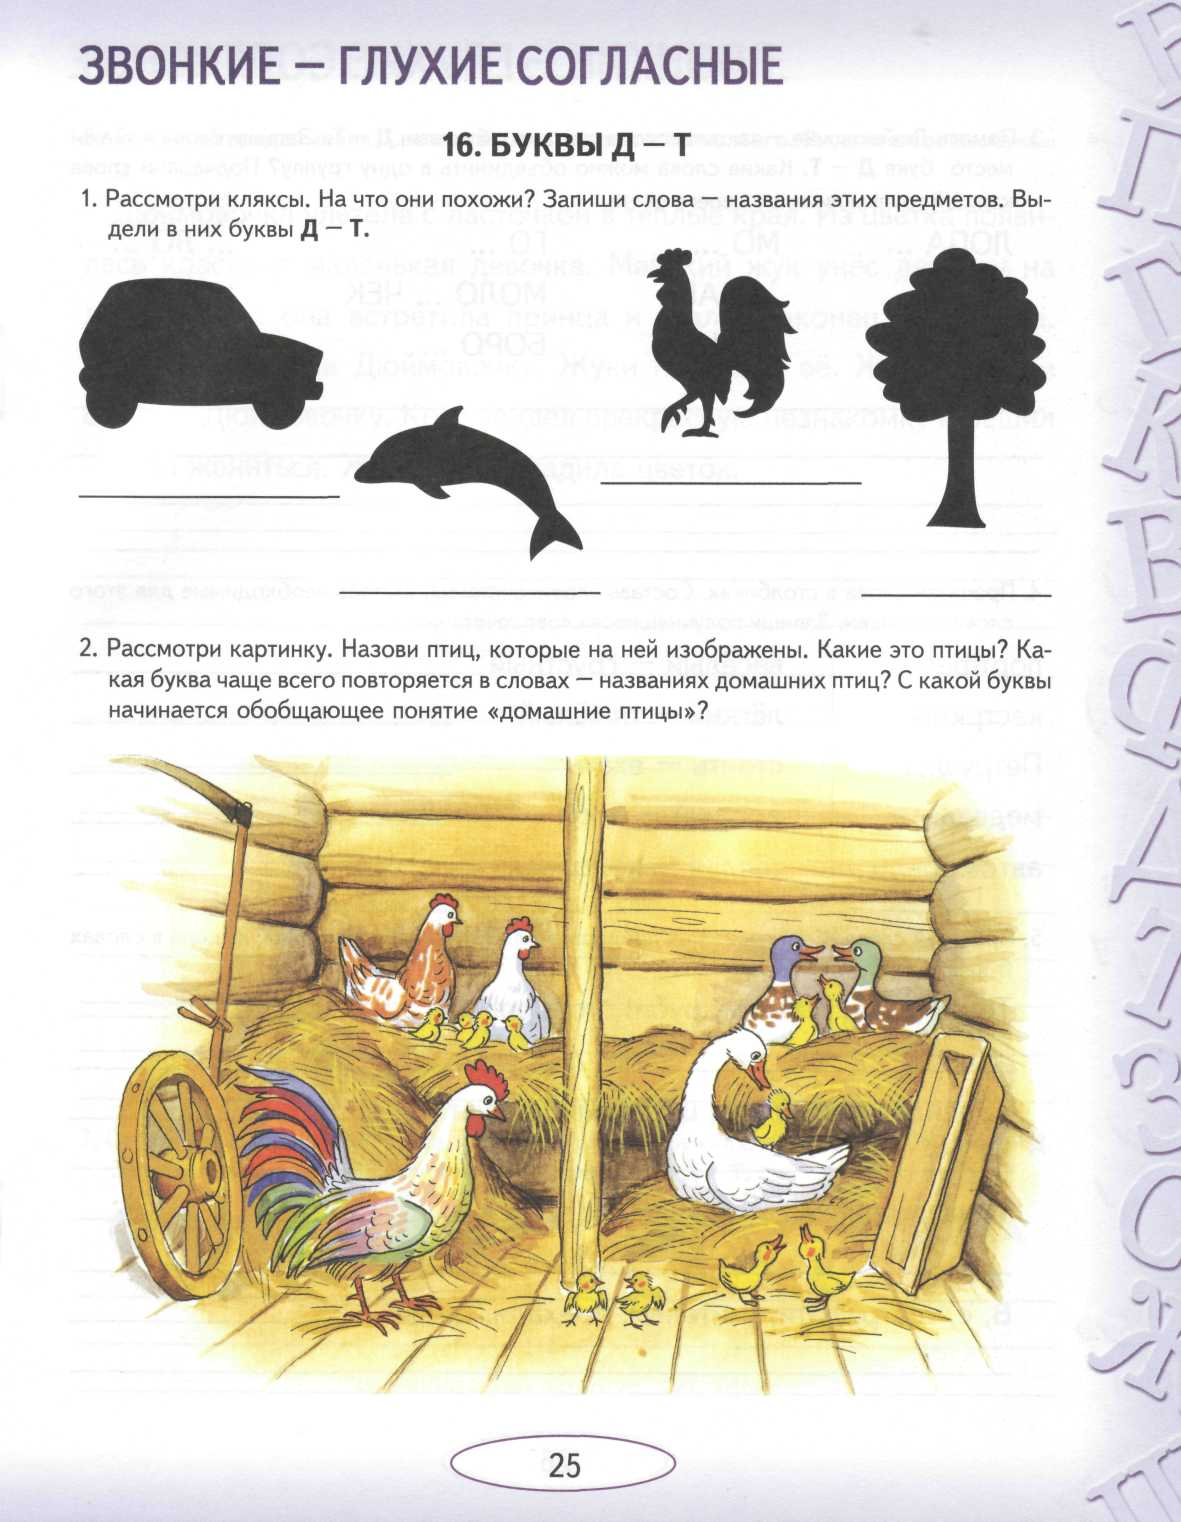 ЗВОНКИЕ — ГЛУХИЕ СОГЛАСНЫЕ
16. БУКВЫ Д — Т
1. Рассмотри кляксы. На что они похожи? Запиши слова — названия этих предметов. Вы-
дели в них буквы Д — Т.
2. Рассмотри картинку. Назови птиц, которые на ней изображены. Какие это птицы? Ка-
кая буква чаще всего повторяется в словах — названиях домашних птиц? С какой буквы
начинается обобщающее понятие «домашние птицы»?
25